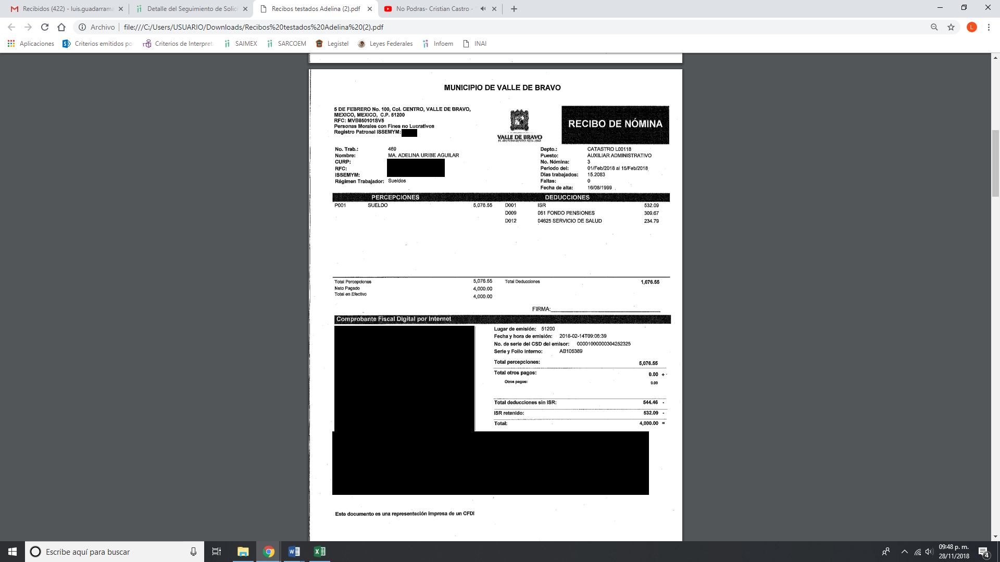 Recibidos (422) - luis.guadarrama
Detalle del Seguimiento de Solici
Recibos testados Adelina (2).pdf
No Podras- Cristian Castro -
Archivo
file:///C:/Users/USUARIO/Downloads/Recibos%20testados%20Adelina%20(2).pdf
L
Aplicaciones
Criterios emitidos po
Criterios de Interpret
SAIMEX
SARCOEM
Legistel
Leyes Federales
Infoem
INAI
MUNICIPIO DE VALLE DE BRAVO
5 DE FEBRERO No. 100, Col. CENTRO, VALLE DE BRAVO,
MEXICO, MEXICO, C.P. 51200
RFC: MVB850101SV5
Personas Morales con Fines no Lucrativos
Registro Patronal ISSEMYM:
VALLE DE BRAVO
RECIBO DE NÓMINA
No. Trab.: 469
Nombre: MA. ADELINA URIBE AGUILAR
CURP:
RFC:
ISSEMYM:
Régimen Trabajador: Sueldos
Depto.: CATASTRO L00118
Puesto: AUXILIAR ADMINISTRATIVO
No. Nómina: 3
Periodo del: 01/Feb/2018 al 15/Feb/2018
Dias trabajados: 15.2083
Faltas: 0
Fecha de alta: 16/08/1999
PERCEPCIONES DEDUCCIONES
P001 SUELDO 5,076.55 D001 ISR 532.09
D009 061 FONDO PENSIONES 309.67
D012 04625 SERVICIO DE SALUD 234.79
Total Percepciones 5,076.55 Total Deducciones 1,076.55
Neto Pagado 4,000.00
Total en Efectivo 4,000.00
FIRMA:
Comprobante Fiscal Digital por Internet
Lugar de emisión: 51200
Fecha y hora de emisión: 2018-02-14T09:06:39
No. de serie del CSD del emisor: 00001000000304252325
Serie y Folio Interno: AB105389
Total percepciones: 5,076.55
Total otros pagos: 0.00 +
Otros pagos: 0.00
Total deducciones sin ISR: 544.46 -
ISR retenido: 532.09 -
Total: 4,000.00 =
Este documento es una representación impresa de un CFDI
Escribe aquí para buscar
09:48 p. m.
28/11/2018
4